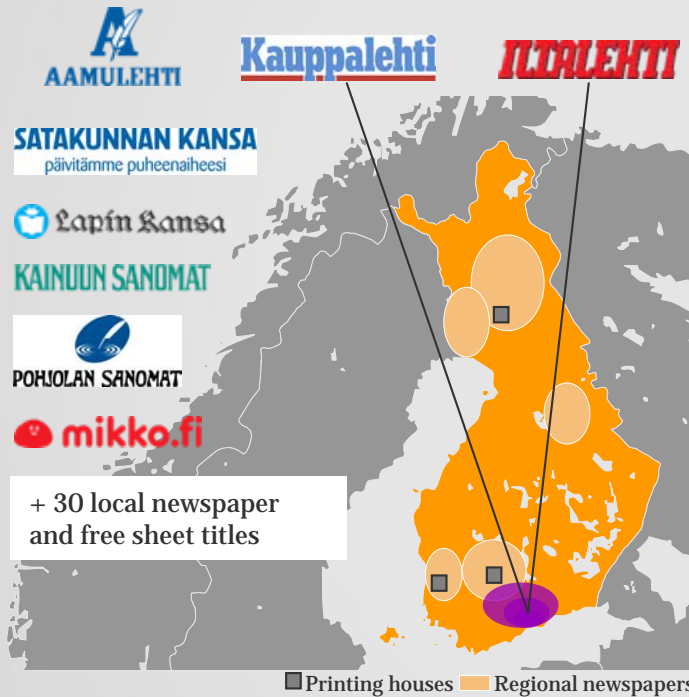 AAMULEHTI
Kauppalehti
ILTALEHTI
SATAKUNNAN KANSA
päivitämme puheenaiheesi
Lapin Kansa
KAINUUN SANOMAT
POHJOLAN SANOMAT
mikko.fi
+ 30 local newspaper
and free sheet titles
Printing houses
Regional newspapers